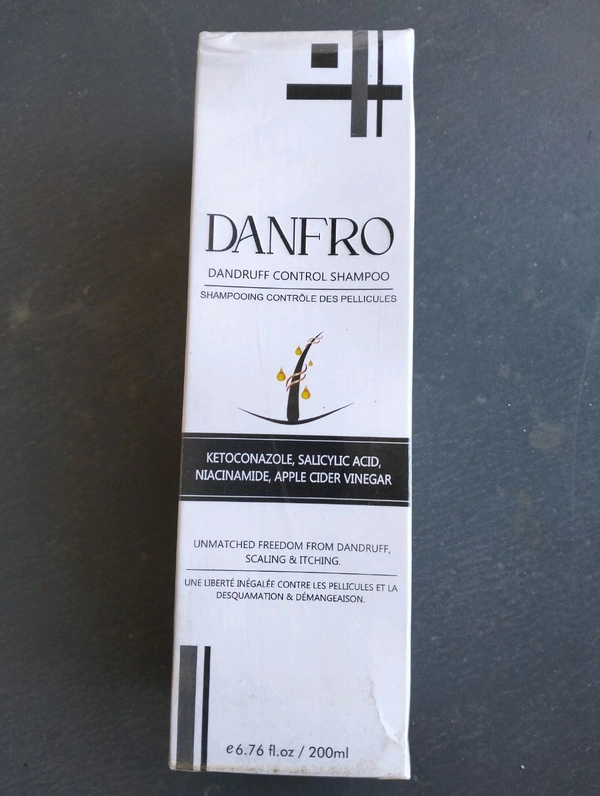 DANFRO
DANDRUFF CONTROL SHAMPOO
SHAMPOOING CONTRÔLE DES PELLICULES
KETOCONAZOLE, SALICYLIC ACID,
NIACINAMIDE, APPLE CIDER VINEGAR
UNMATCHED FREEDOM FROM DANDRUFF,
SCALING & ITCHING.
UNE LIBERTÉ INÉGALÉE CONTRE LES PELLICULES ET LA
DESQUAMATION & DÉMANGEAISON.
e6.76 fl.oz / 200ml